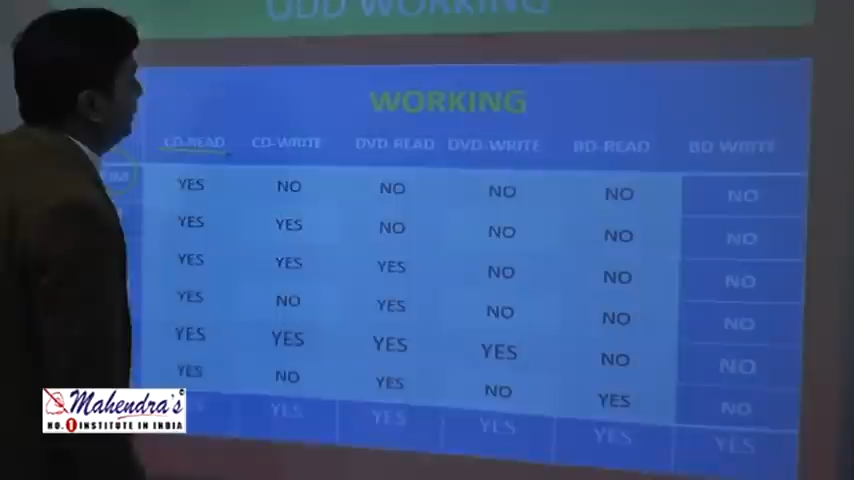 ODD WORKING
WORKING
CD-READ CD-WRITE DVD READ DVD-WRITE BD-READ BD WRITE
YES NO NO NO NO NO
YES YES NO NO NO NO
YES YES YES NO NO NO
YES NO YES NO NO NO
YES YES YES YES NO NO
YES NO YES NO YES NO
YES YES YES YES YES
Mahendra's
NO. 1 INSTITUTE IN INDIA